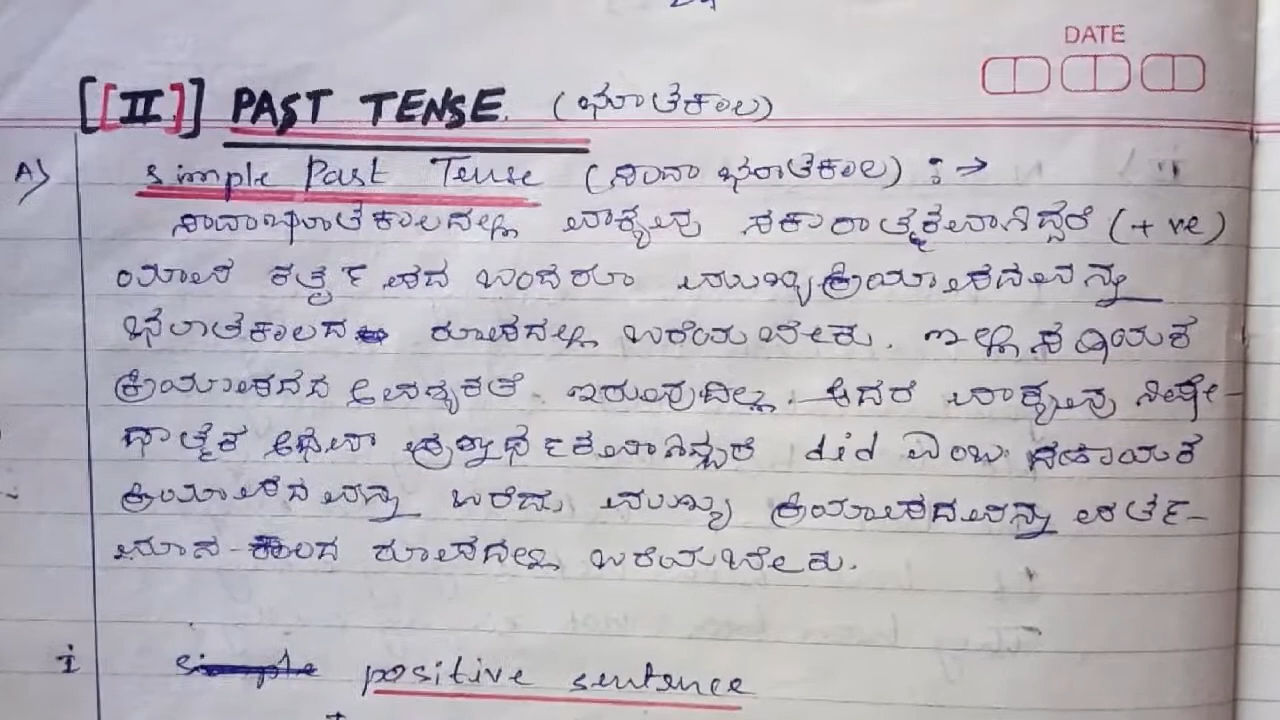 DATE
[[II]] PAST TENSE. (ಭೂತಕಾಲ)
A) simple Past Tense (ಸಾದಾ ಭೂತಕಾಲ) :→
ಸಾದಾಭೂತಕಾಲದಲ್ಲಿ ವಾಕ್ಯವು ಸಕಾರಾತ್ಮಕವಾಗಿದ್ದರೆ (+ ve)
ಯಾವ ಕರ್ತೃ ಪದ ಬಂದರೂ ಮುಖ್ಯಕ್ರಿಯಾಪದವನ್ನು
ಭೂತಕಾಲದ ರೂಪದಲ್ಲಿ ಬರೆಯಬೇಕು. ಇಲ್ಲಿ ಸಹಾಯಕ
ಕ್ರಿಯಾಪದದ ಅವಶ್ಯಕತೆ ಇರುವುದಿಲ್ಲ. ಆದರೆ ವಾಕ್ಯವು ನಿಷೇ-
ಧಾತ್ಮಕ ಅಥವಾ ಪ್ರಶ್ನಾರ್ಥಕವಾಗಿದ್ದರೆ did ಎಂಬ ಸಹಾಯಕ
ಕ್ರಿಯಾಪದವನ್ನು ಬರೆದು, ಮುಖ್ಯ ಕ್ರಿಯಾಪದವನ್ನು ವರ್ತ-
ಮಾನ-ಕಾಲದ ರೂಪದಲ್ಲಿ ಬರೆಯಬೇಕು.
i positive sentence